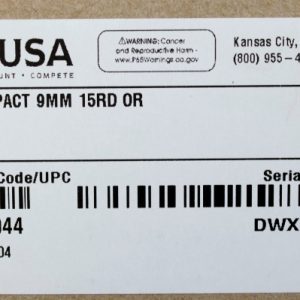 USA
UNT • COMPETE
⚠WARNING: Cancer
and Reproductive Harm -
www.P65Warnings.ca.gov
Kansas City,
(800) 955-4
PACT 9MM 15RD OR
Code/UPC
Seria
044
DWX
04